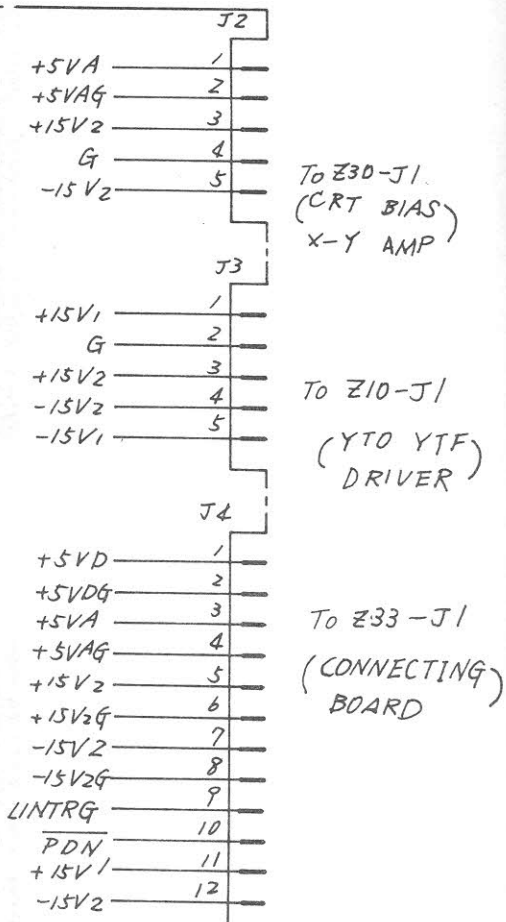 J2
+5VA 1
+5VAG 2
+15V2 3
G 4
-15V2 5
To Z30-J1
(CRT BIAS)
X-Y AMP
J3
+15V1 1
G 2
+15V2 3
-15V2 4
-15V1 5
To Z10-J1
(YTO YTF)
DRIVER
J4
+5VD 1
+5VDG 2
+5VA 3
+5VAG 4
+15V2 5
+15V2G 6
-15V2 7
-15V2G 8
LINTRG 9
PDN 10
+15V1 11
-15V2 12
To Z33-J1
(CONNECTING)
BOARD